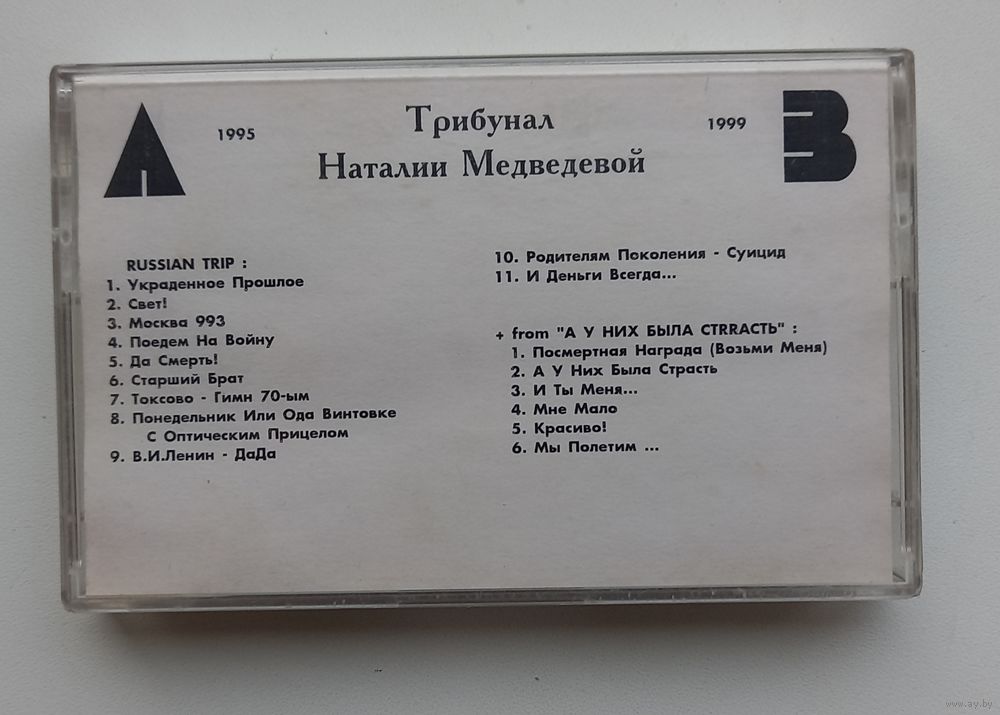 A
1995
Трибунал
Наталии Медведевой
1999
B
RUSSIAN TRIP :
1. Украденное Прошлое
2. Свет!
3. Москва 993
4. Поедем На Войну
5. Да Смерть!
6. Старший Брат
7. Токсово - Гимн 70-ым
8. Понедельник Или Ода Винтовке
С Оптическим Прицелом
9. В.И.Ленин - ДаДа
10. Родителям Поколения - Суицид
11. И Деньги Всегда...
+ from "А У НИХ БЫЛА СТRRАСТЬ" :
1. Посмертная Награда (Возьми Меня)
2. А У Них Была Страсть
3. И Ты Меня...
4. Мне Мало
5. Красиво!
6. Мы Полетим ...
www.ay.by